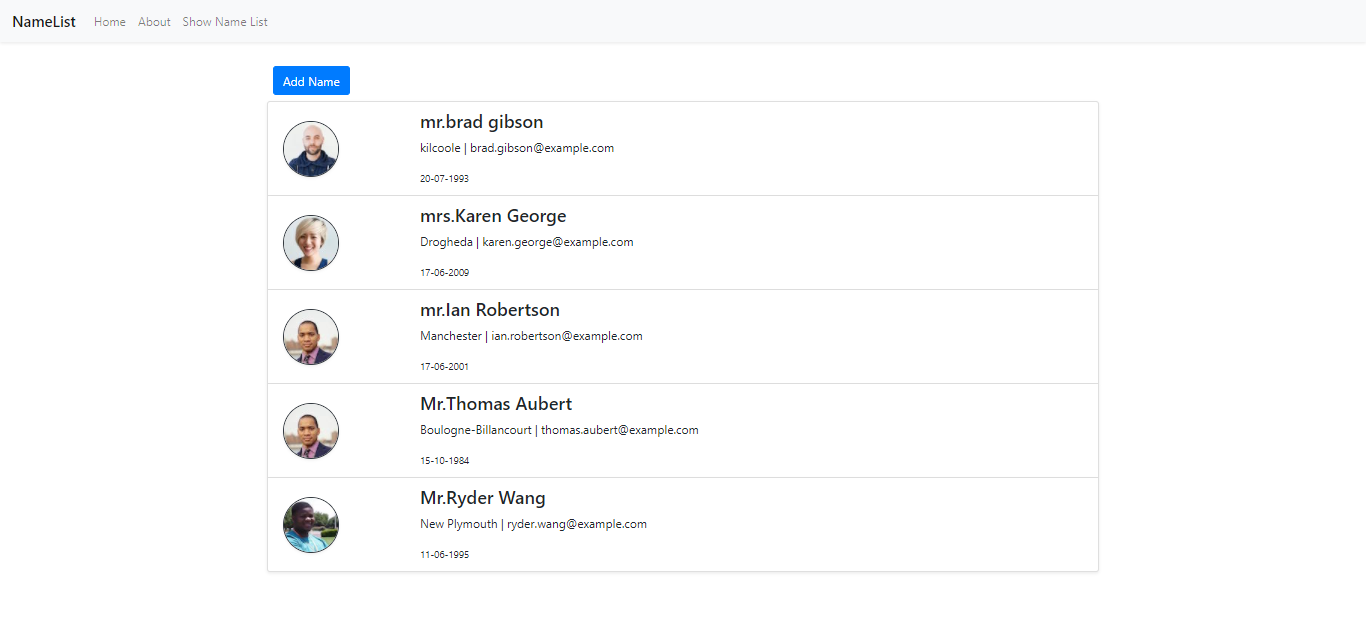 NameList Home About Show Name List
Add Name
mr.brad gibson
kilcoole | brad.gibson@example.com
20-07-1993
mrs.Karen George
Drogheda | karen.george@example.com
17-06-2009
mr.Ian Robertson
Manchester | ian.robertson@example.com
17-06-2001
Mr.Thomas Aubert
Boulogne-Billancourt | thomas.aubert@example.com
15-10-1984
Mr.Ryder Wang
New Plymouth | ryder.wang@example.com
11-06-1995